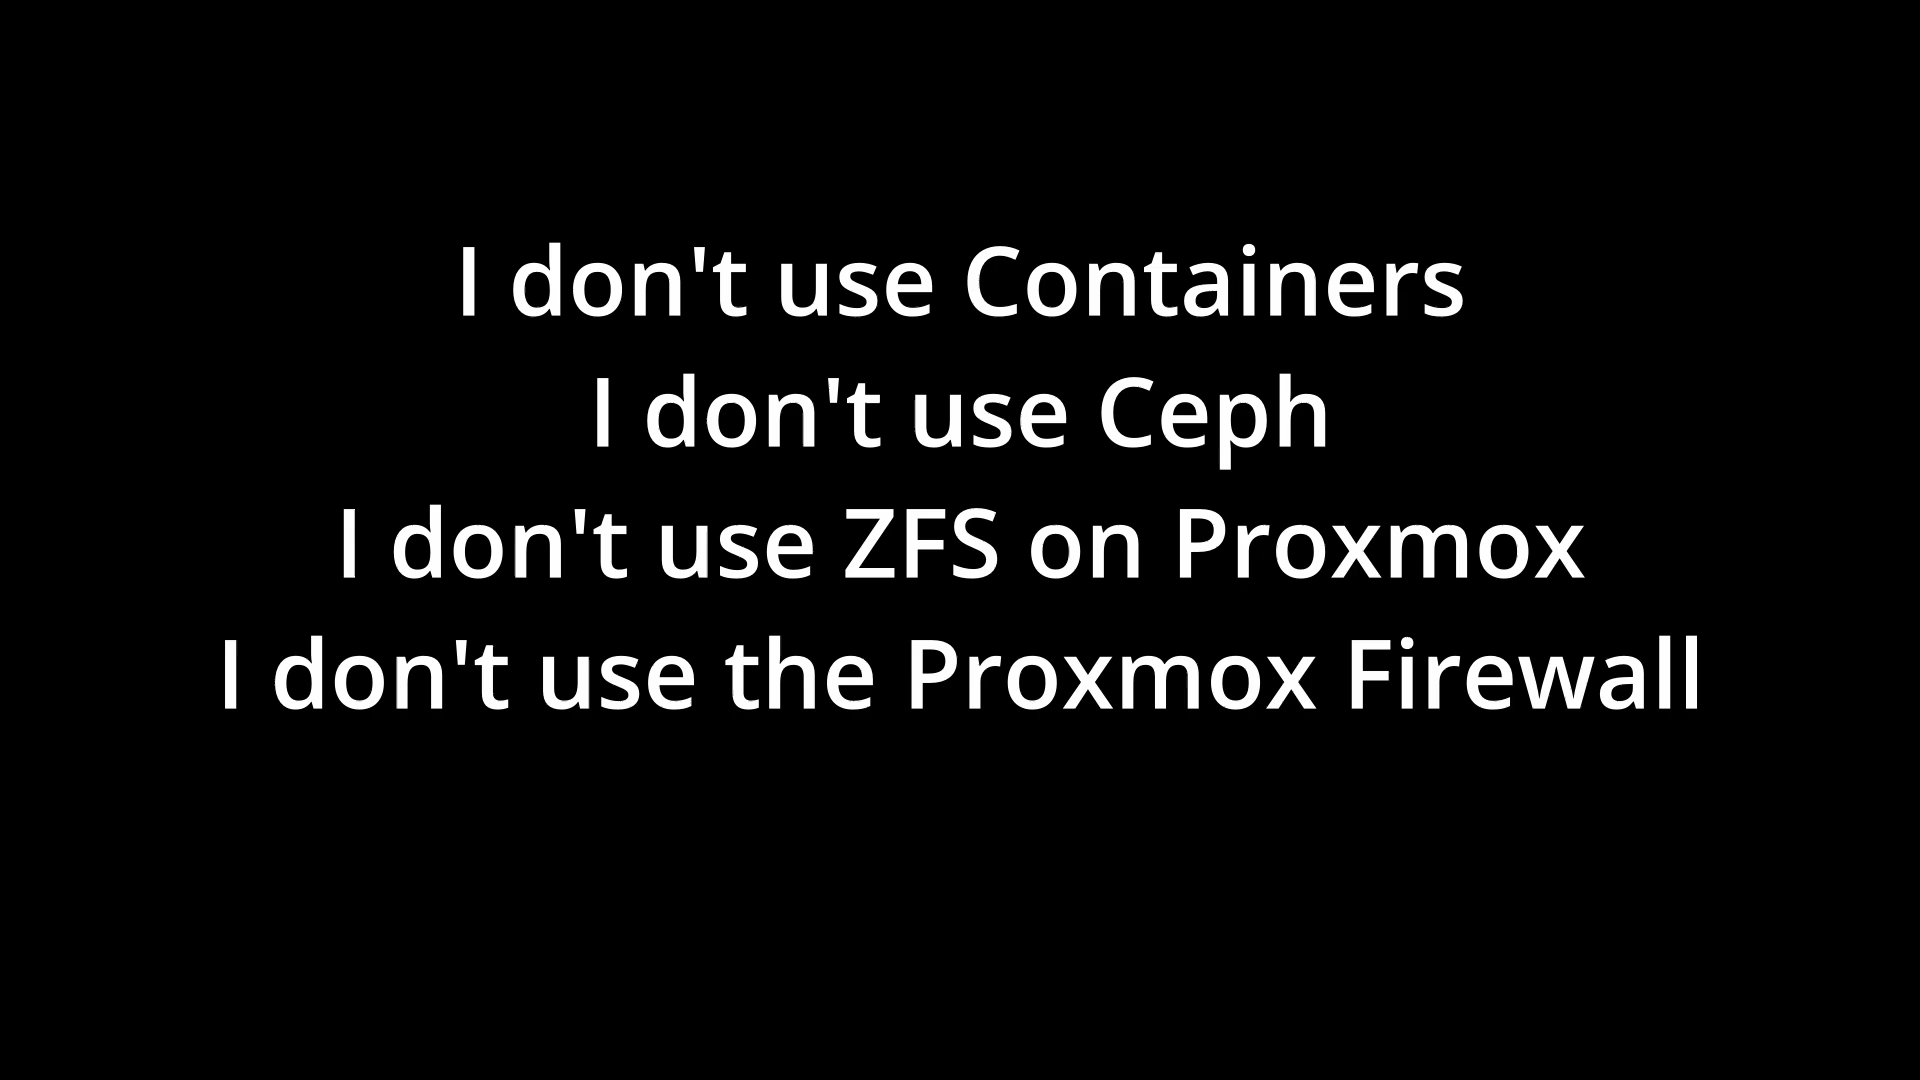 I don't use Containers
I don't use Ceph
I don't use ZFS on Proxmox
I don't use the Proxmox Firewall